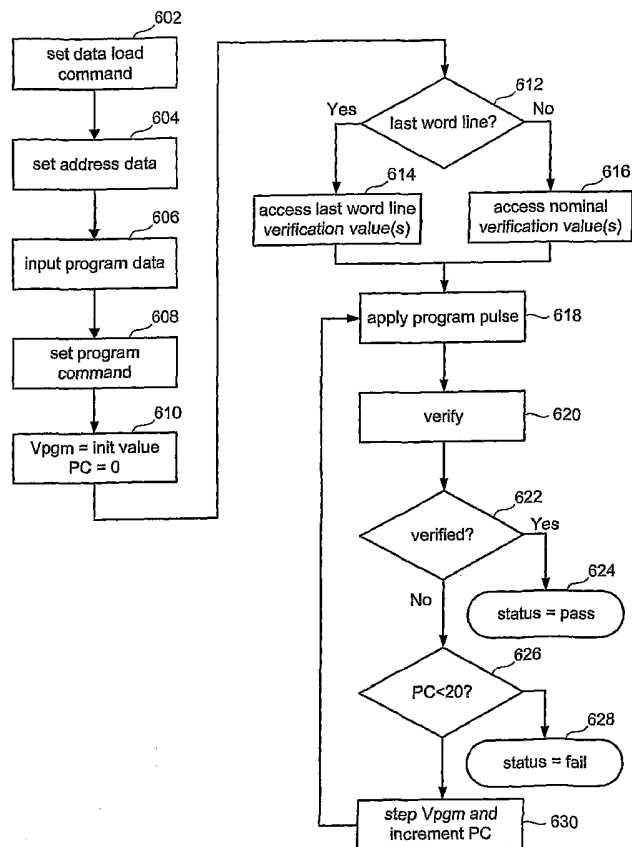 602
set data load
command
604
set address data
606
input program data
608
set program
command
610
Vpgm = init value
PC = 0
612
last word line?
Yes
No
614
access last word line
verification value(s)
616
access nominal
verification value(s)
apply program pulse
618
verify
620
622
verified?
Yes
624
status = pass
No
626
PC<20?
628
status = fail
step Vpgm and
increment PC
630